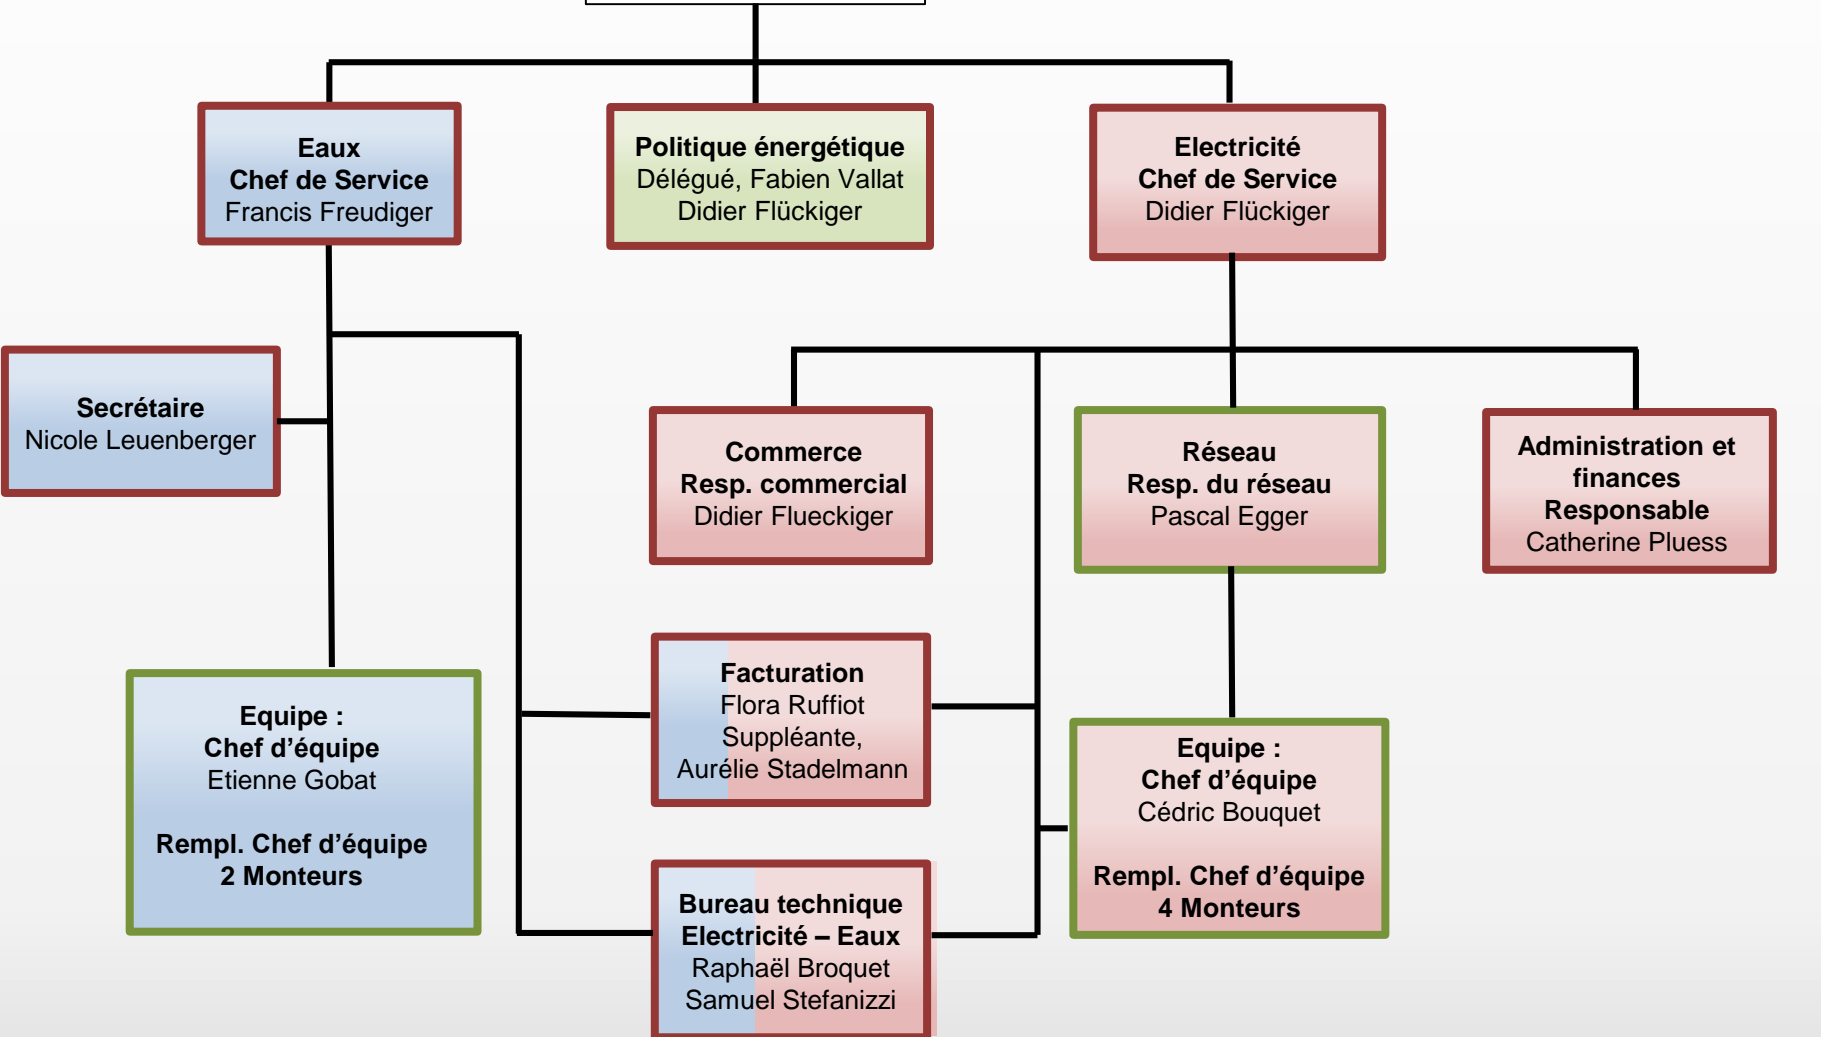 Eaux
Chef de Service
Francis Freudiger
Politique énergétique
Délégué, Fabien Vallat
Didier Flückiger
Electricité
Chef de Service
Didier Flückiger
Secrétaire
Nicole Leuenberger
Commerce
Resp. commercial
Didier Flueckiger
Réseau
Resp. du réseau
Pascal Egger
Administration et
finances
Responsable
Catherine Pluess
Equipe :
Chef d’équipe
Etienne Gobat
Rempl. Chef d’équipe
2 Monteurs
Facturation
Flora Ruffiot
Suppléante,
Aurélie Stadelmann
Equipe :
Chef d’équipe
Cédric Bouquet
Rempl. Chef d’équipe
4 Monteurs
Bureau technique
Electricité – Eaux
Raphaël Broquet
Samuel Stefanizzi